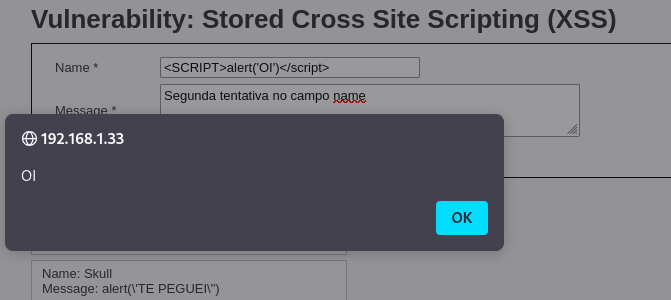 Vulnerability: Stored Cross Site Scripting (XSS)
Name * <SCRIPT>alert('OI')</script>
Message * Segunda tentativa no campo name
192.168.1.33
OI
OK
Name: Skull
Message: alert(\'TE PEGUEI\")